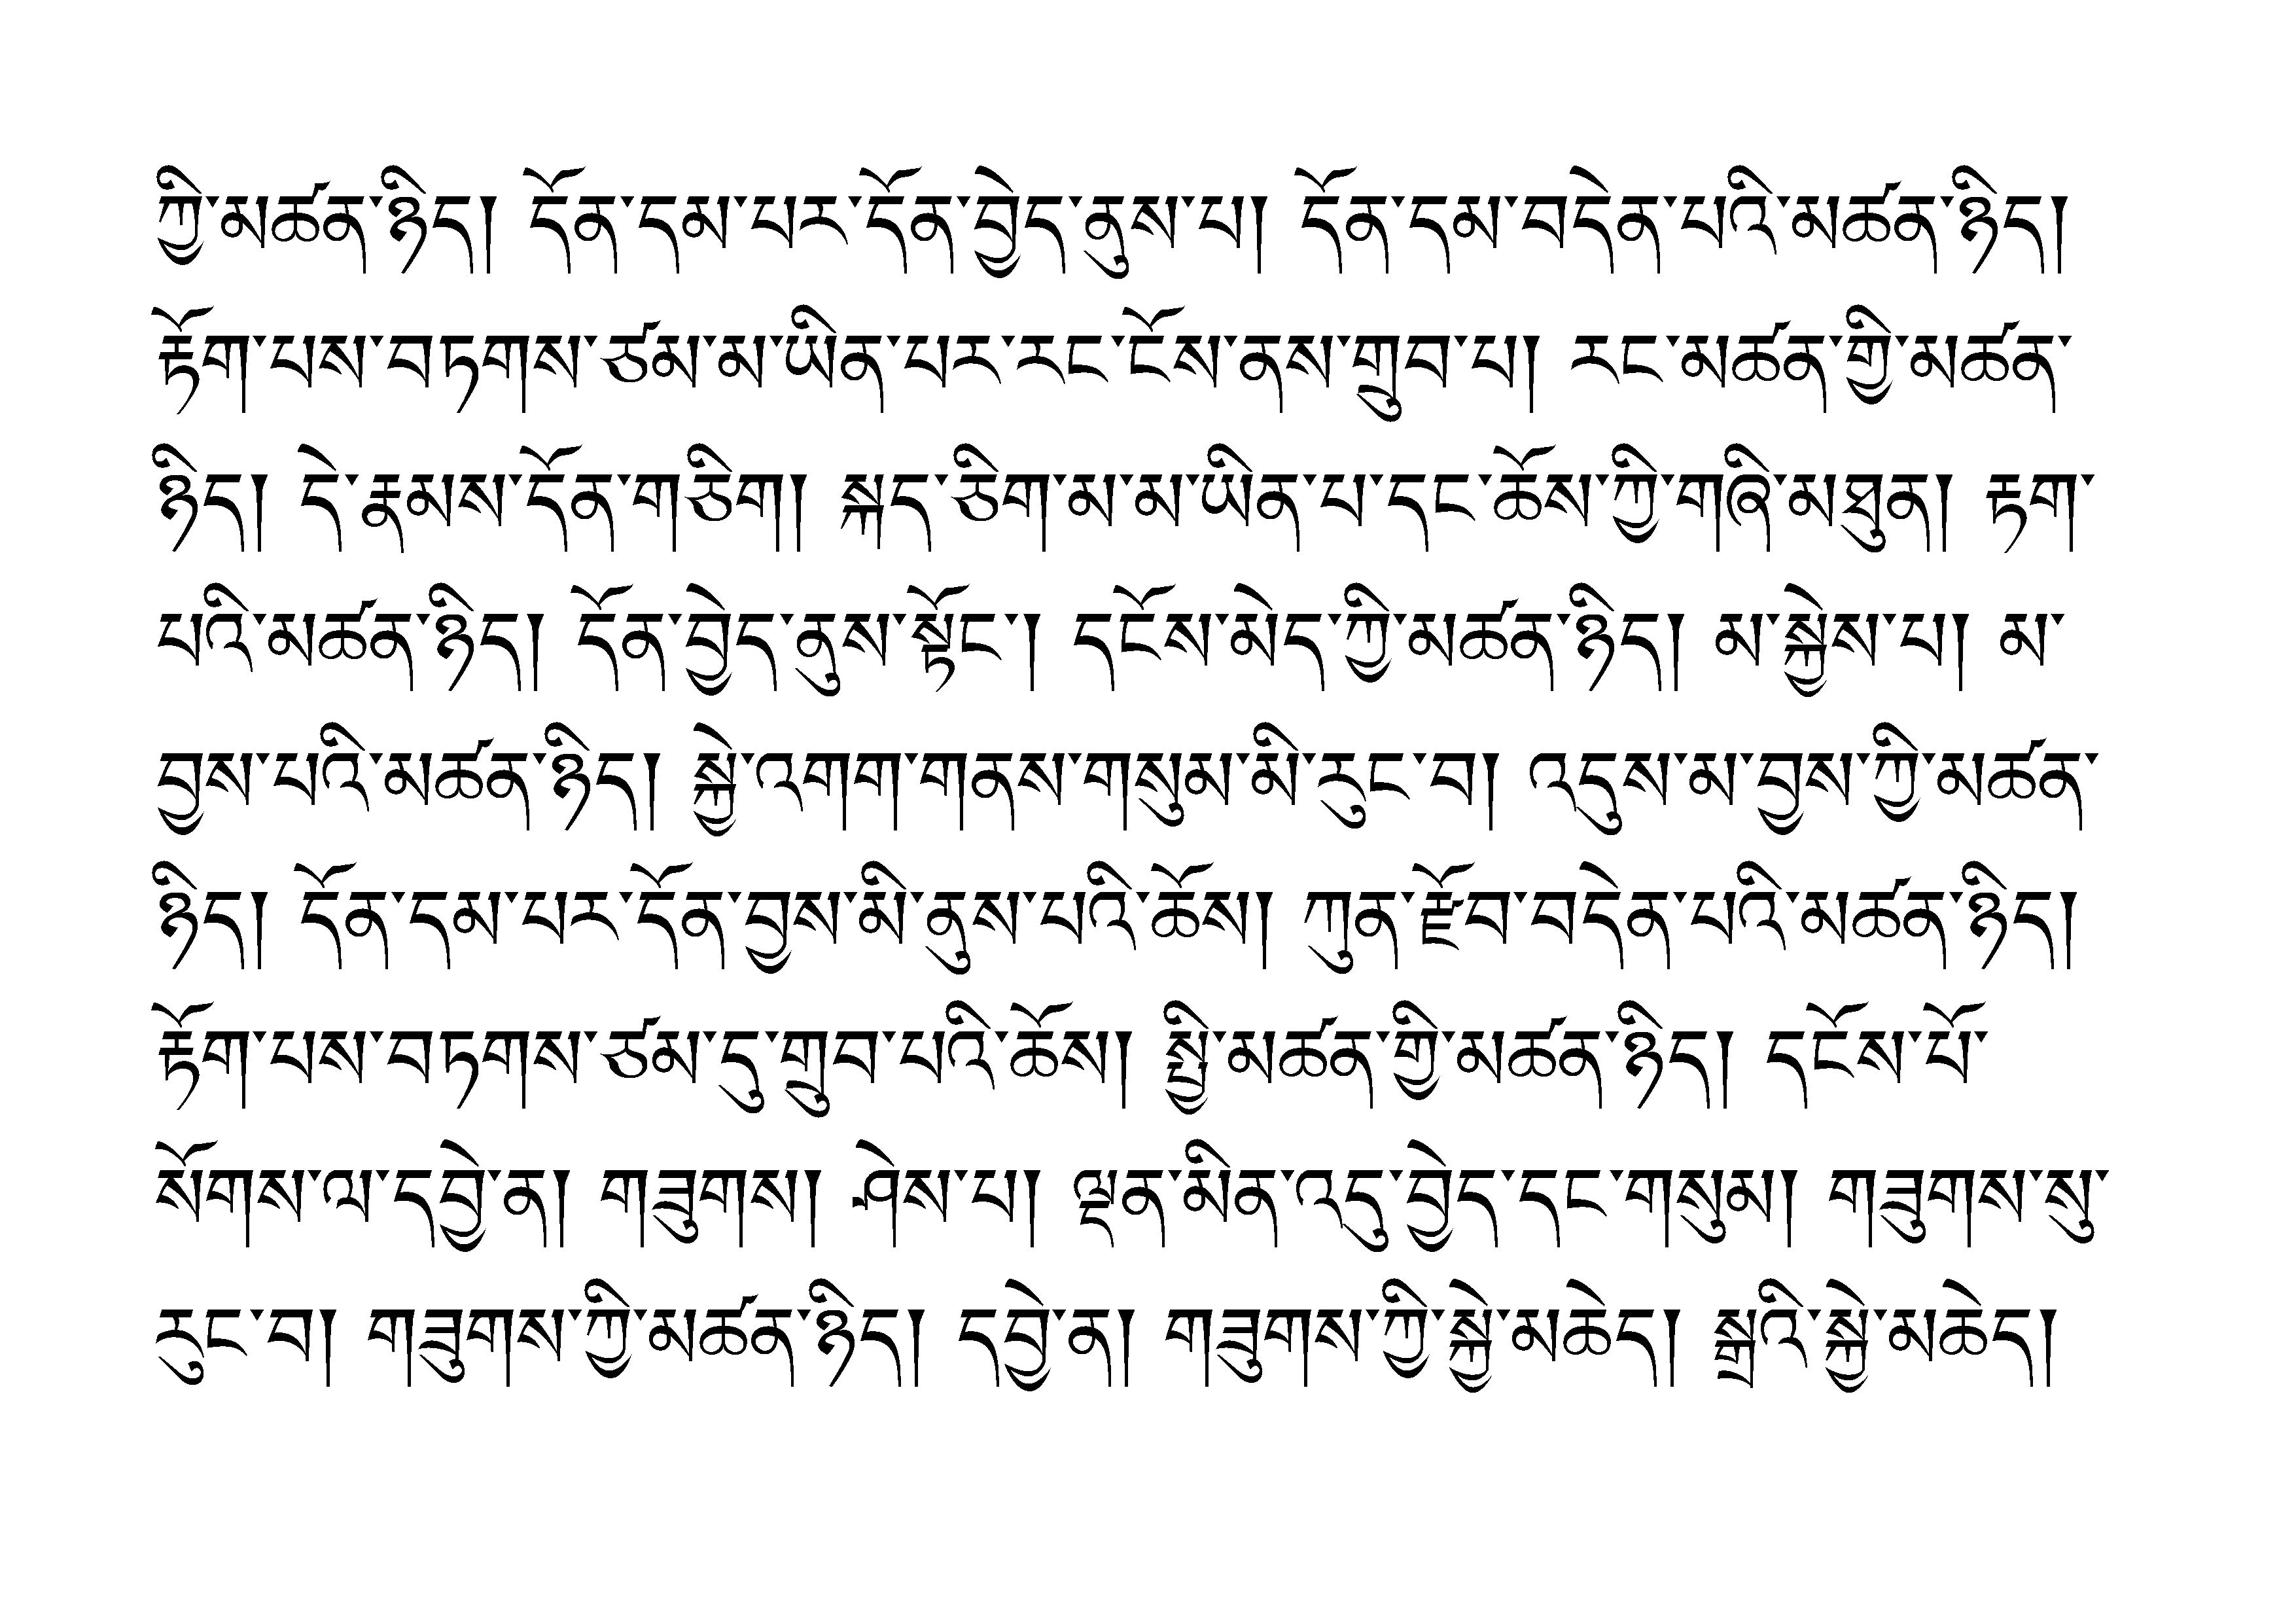 ཀྱི་མཚན་ཉིད། དོན་དམ་པར་དོན་བྱེད་ནུས་པ། དོན་དམ་བདེན་པའི་མཚན་ཉིད།
རྟོག་པས་བཏགས་ཙམ་མ་ཡིན་པར་རང་ངོས་ནས་གྲུབ་པ། རང་མཚན་གྱི་མཚན་
ཉིད། དེ་རྣམས་དོན་གཅིག། སྐད་ཅིག་མ་མ་ཡིན་པ་དང་ཆོས་ཀྱི་གཞི་མཐུན། རྟག་
པའི་མཚན་ཉིད། དོན་བྱེད་ནུས་སྟོང་། དངོས་མེད་ཀྱི་མཚན་ཉིད། མ་སྐྱེས་པ། མ་
བྱས་པའི་མཚན་ཉིད། སྐྱེ་འགག་གནས་གསུམ་མི་རུང་བ། འདུས་མ་བྱས་ཀྱི་མཚན་
ཉིད། དོན་དམ་པར་དོན་བྱས་མི་ནུས་པའི་ཆོས། ཀུན་རྫོབ་བདེན་པའི་མཚན་ཉིད།
རྟོག་པས་བཏགས་ཙམ་དུ་གྲུབ་པའི་ཆོས། སྤྱི་མཚན་གྱི་མཚན་ཉིད། དངོས་པོ་
སོགས་ལ་དབྱེ་ན། གཟུགས། ཤེས་པ། ལྡན་མིན་འདུ་བྱེད་དང་གསུམ། གཟུགས་སུ་
རུང་བ། གཟུགས་ཀྱི་མཚན་ཉིད། དབྱེ་ན། གཟུགས་ཀྱི་སྐྱེ་མཆེད། སྒྲའི་སྐྱེ་མཆེད།